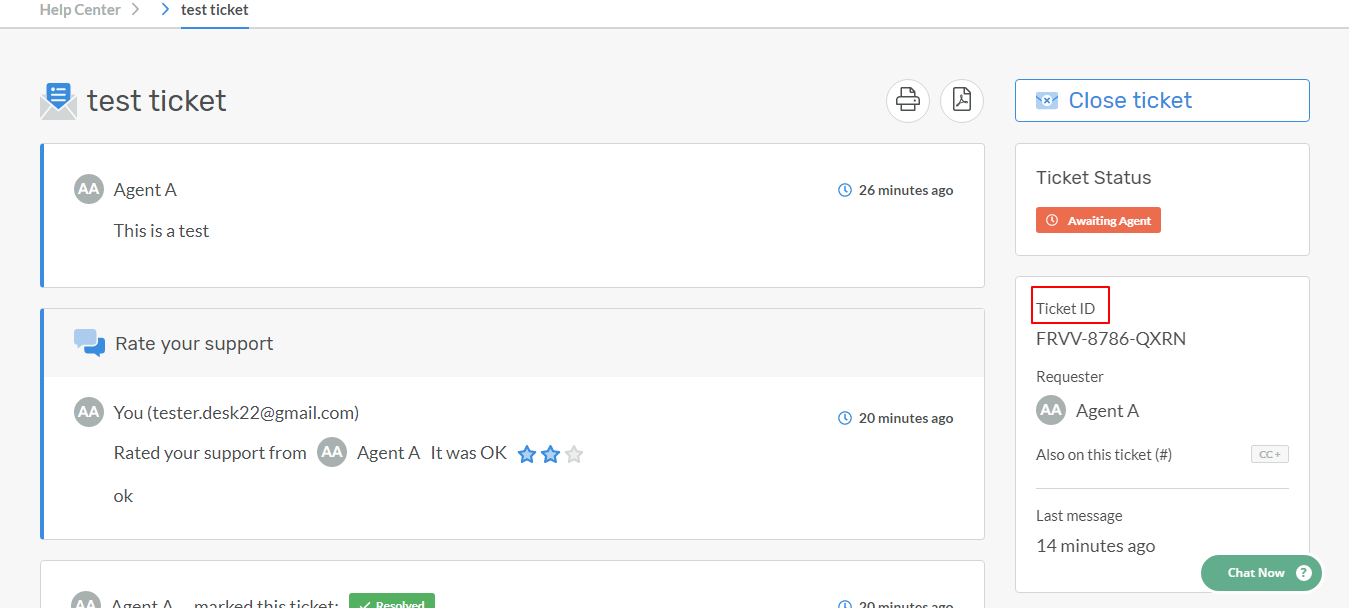 Help Center
test ticket
test ticket
AA Agent A
26 minutes ago
This is a test
Rate your support
AA You (tester.desk22@gmail.com)
20 minutes ago
Rated your support from AA Agent A It was OK
ok
AA Agent A marked this ticket: Resolved
20 minutes ago
Close ticket
Ticket Status
Awaiting Agent
Ticket ID
FRVV-8786-QXRN
Requester
AA Agent A
Also on this ticket (#) CC +
Last message
14 minutes ago
Chat Now ?